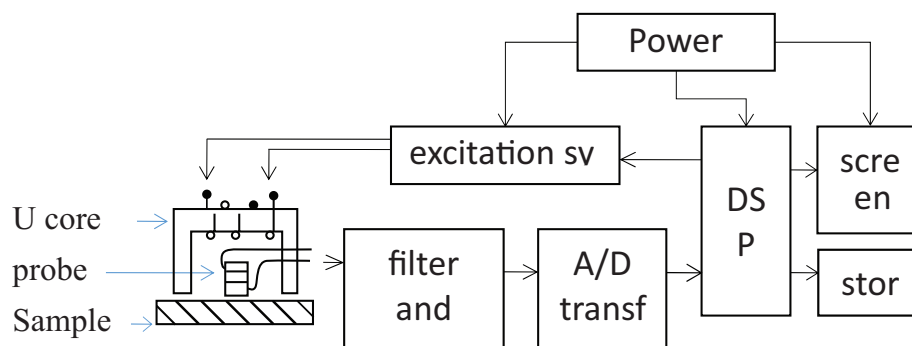 Power
excitation sv
scre
en
DS
P
U core
probe
Sample
filter
and
A/D
transf
stor